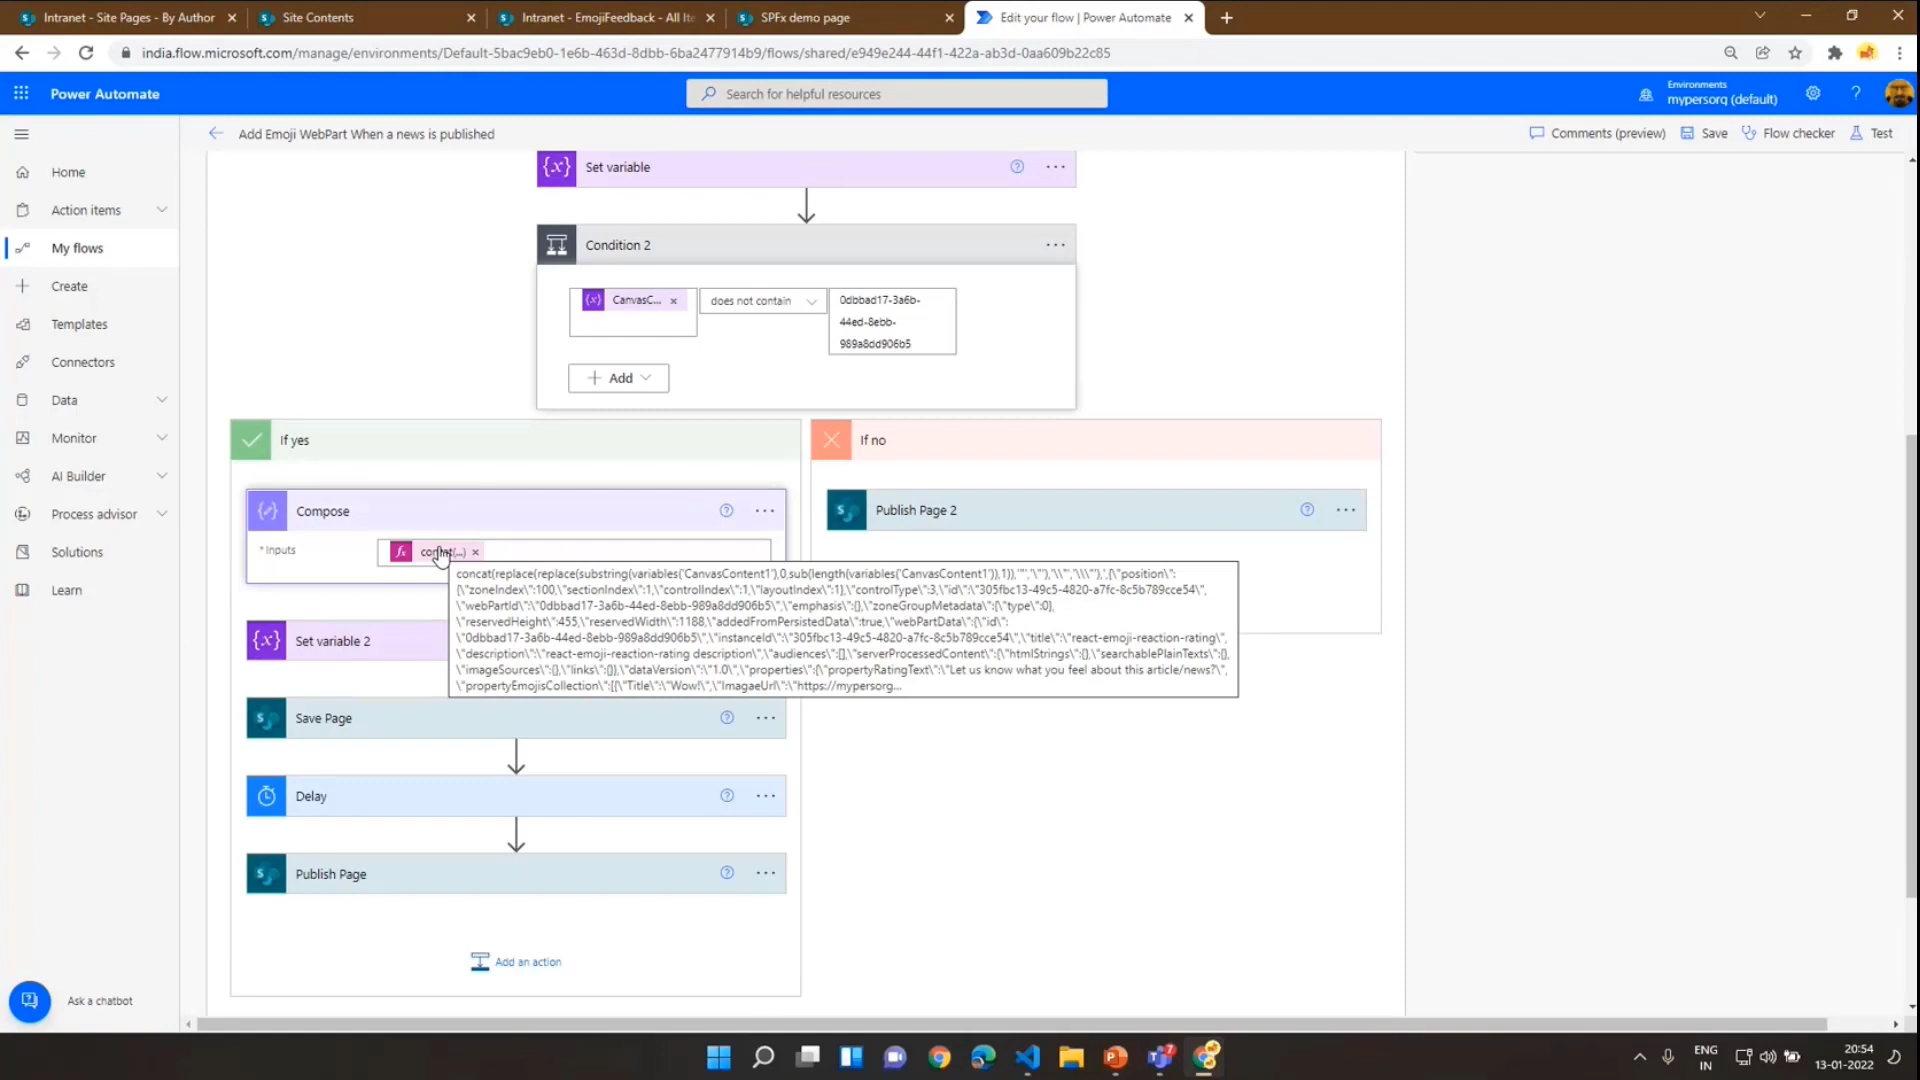 Intranet - Site Pages - By Author
Site Contents
Intranet - EmojiFeedback - All Ite
SPFx demo page
Edit your flow | Power Automate
india.flow.microsoft.com/manage/environments/Default-5bac9eb0-1e6b-463d-8dbb-6ba2477914b9/flows/shared/e949e244-44f1-422a-ab3d-0aa609b22c85
Power Automate
Search for helpful resources
Environments
mypersorq (default)
Add Emoji WebPart When a news is published
Comments (preview)
Save
Flow checker
Test
Home
Action items
My flows
Create
Templates
Connectors
Data
Monitor
AI Builder
Process advisor
Solutions
Learn
Ask a chatbot
Set variable
Condition 2
CanvasC...
does not contain
0dbbad17-3a6b-
44ed-8ebb-
989a8dd906b5
Add
If yes
If no
Compose
* Inputs
concat(...)
Publish Page 2
concat(replace(replace(substring(variables('CanvasContent1'),0,sub(length(variables('CanvasContent1')),1)),'"','\"'),'\\"','\\\"'),',{\"position\":
{\"zoneIndex\":100,\"sectionIndex\":1,\"controlIndex\":1,\"layoutIndex\":1},\"controlType\":3,\"id\":\"305fbc13-49c5-4820-a7fc-8c5b789cce54\",
\"webPartId\":\"0dbbad17-3a6b-44ed-8ebb-989a8dd906b5\",\"emphasis\":{},\"zoneGroupMetadata\":{\"type\":0},
\"reservedHeight\":455,\"reservedWidth\":1188,\"addedFromPersistedData\":true,\"webPartData\":{\"id\":
\"0dbbad17-3a6b-44ed-8ebb-989a8dd906b5\",\"instanceId\":\"305fbc13-49c5-4820-a7fc-8c5b789cce54\",\"title\":\"react-emoji-reaction-rating\",
\"description\":\"react-emoji-reaction-rating description\",\"audiences\":[],\"serverProcessedContent\":{\"htmlStrings\":{},\"searchablePlainTexts\":{},
\"imageSources\":{},\"links\":{}},\"dataVersion\":\"1.0\",\"properties\":{\"propertyRatingText\":\"Let us know what you feel about this article/news?\",
\"propertyEmojisCollection\":[{\"Title\":\"Wow!\",\"ImagaeUrl\":\"https://mypersorg...
Set variable 2
Save Page
Delay
Publish Page
Add an action
ENG
IN
20:54
13-01-2022
7